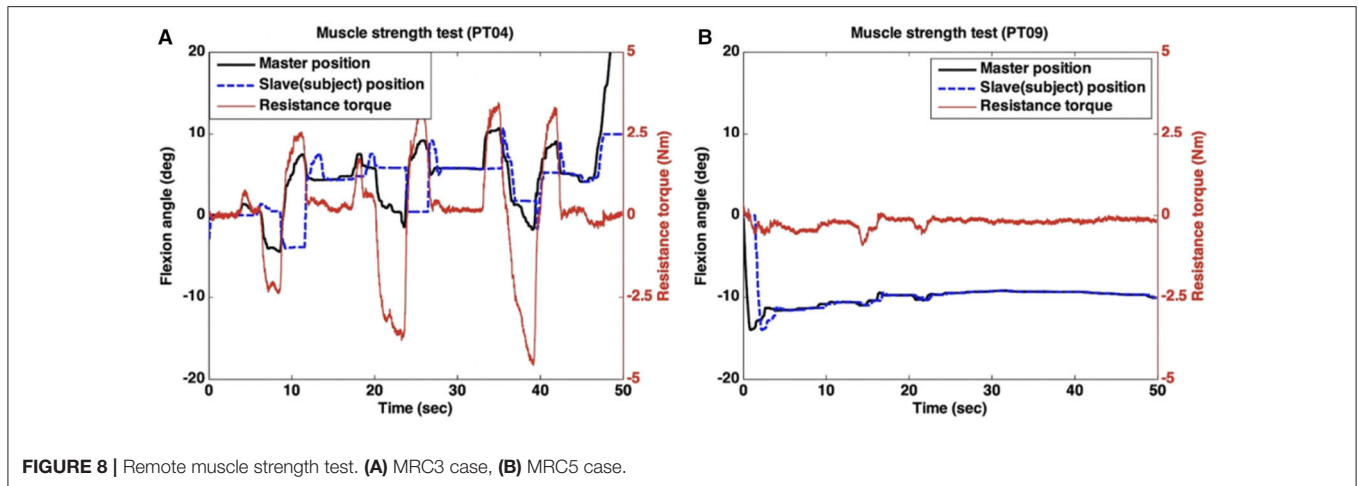 A
Muscle strength test (PT04)
Master position
Slave(subject) position
Resistance torque
Flexion angle (deg)
20
10
0
-10
-20
0
10
20
30
40
50
Time (sec)
5
2.5
0
-2.5
-5
Resistance torque (Nm)
B
Muscle strength test (PT09)
Master position
Slave(subject) position
Resistance torque
Flexion angle (deg)
20
10
0
-10
-20
0
10
20
30
40
50
Time (sec)
5
2.5
0
-2.5
-5
Resistance torque (Nm)
FIGURE 8 | Remote muscle strength test. (A) MRC3 case, (B) MRC5 case.